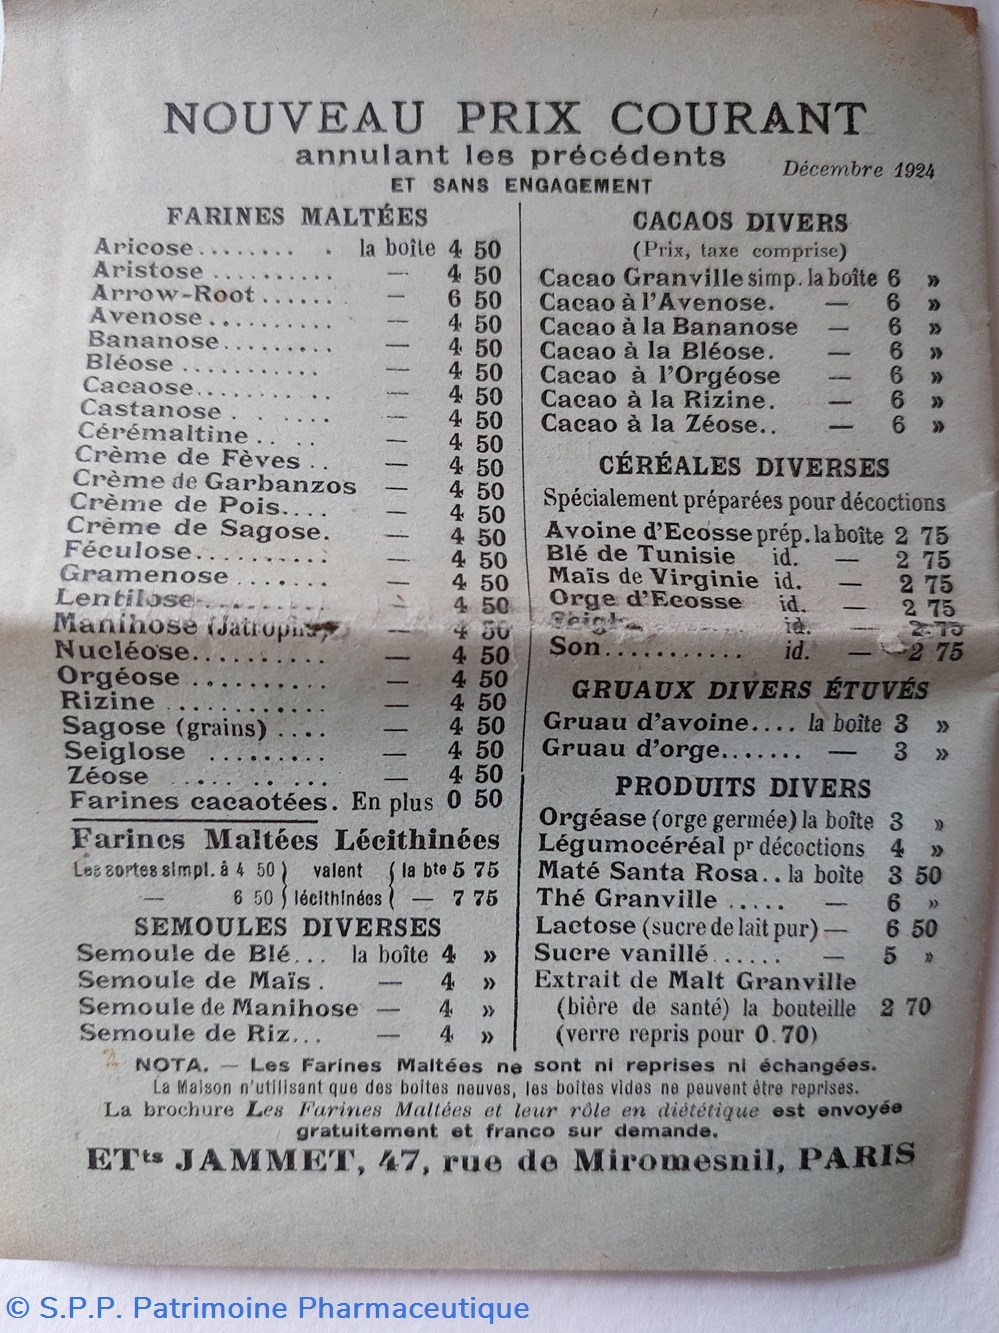 NOUVEAU PRIX COURANT
annulant les précédents
Décembre 1924
ET SANS ENGAGEMENT
FARINES MALTÉES
Aricose......... la boîte 4 50
Aristose .......... — 4 50
Arrow-Root ...... — 6 50
Avenose .......... — 4 50
Bananose......... — 4 50
Bléose ........... — 4 50
Cacaose........... — 4 50
Castanose ....... — 4 50
Cérémaltine .... — 4 50
Crème de Fèves .. — 4 50
Crème de Garbanzos — 4 50
Crème de Pois.... — 4 50
Crème de Sagose. — 4 50
Féculose.......... — 4 50
Gramenose ....... — 4 50
Lentilose ......... — 4 50
Manihose (Jatropha) — 4 50
Nucléose.......... — 4 50
Orgéose .......... — 4 50
Rizine ........... — 4 50
Sagose (grains) .... — 4 50
Seiglose ......... — 4 50
Zéose .......... — 4 50
Farines cacaotées. En plus 0 50
Farines Maltées Lécithinées
Les sortes simpl. à 4 50 ) valent ( la bte 5 75
— 6 50 ) lécithinées ( — 7 75
SEMOULES DIVERSES
Semoule de Blé... la boîte 4 »
Semoule de Maïs . — 4 »
Semoule de Manihose — 4 »
Semoule de Riz... — 4 »
CACAOS DIVERS
(Prix, taxe comprise)
Cacao Granville simp. la boîte 6 »
Cacao à l'Avenose. — 6 »
Cacao à la Bananose — 6 »
Cacao à la Bléose. — 6 »
Cacao à l'Orgéose — 6 »
Cacao à la Rizine. — 6 »
Cacao à la Zéose.. — 6 »
CÉRÉALES DIVERSES
Spécialement préparées pour décoctions
Avoine d'Ecosse prép. la boîte 2 75
Blé de Tunisie id. — 2 75
Maïs de Virginie id. — 2 75
Orge d'Ecosse id. — 2 75
id. — 2 75
Son........... id. — 2 75
GRUAUX DIVERS ÉTUVÉS
Gruau d'avoine.... la boîte 3 »
Gruau d'orge....... — 3 »
PRODUITS DIVERS
Orgéase (orge germée) la boîte 3 »
Légumocéréal pr décoctions 4 »
Maté Santa Rosa.. la boîte 3 50
Thé Granville ..... — 6 »
Lactose (sucre de lait pur) — 6 50
Sucre vanillé ...... — 5 »
Extrait de Malt Granville
(bière de santé) la bouteille 2 70
(verre repris pour 0.70)
NOTA. — Les Farines Maltées ne sont ni reprises ni échangées.
La Maison n'utilisant que des boîtes neuves, les boîtes vides ne peuvent être reprises.
La brochure Les Farines Maltées et leur rôle en diététique est envoyée
gratuitement et franco sur demande.
ETts JAMMET, 47, rue de Miromesnil, PARIS
© S.P.P. Patrimoine Pharmaceutique